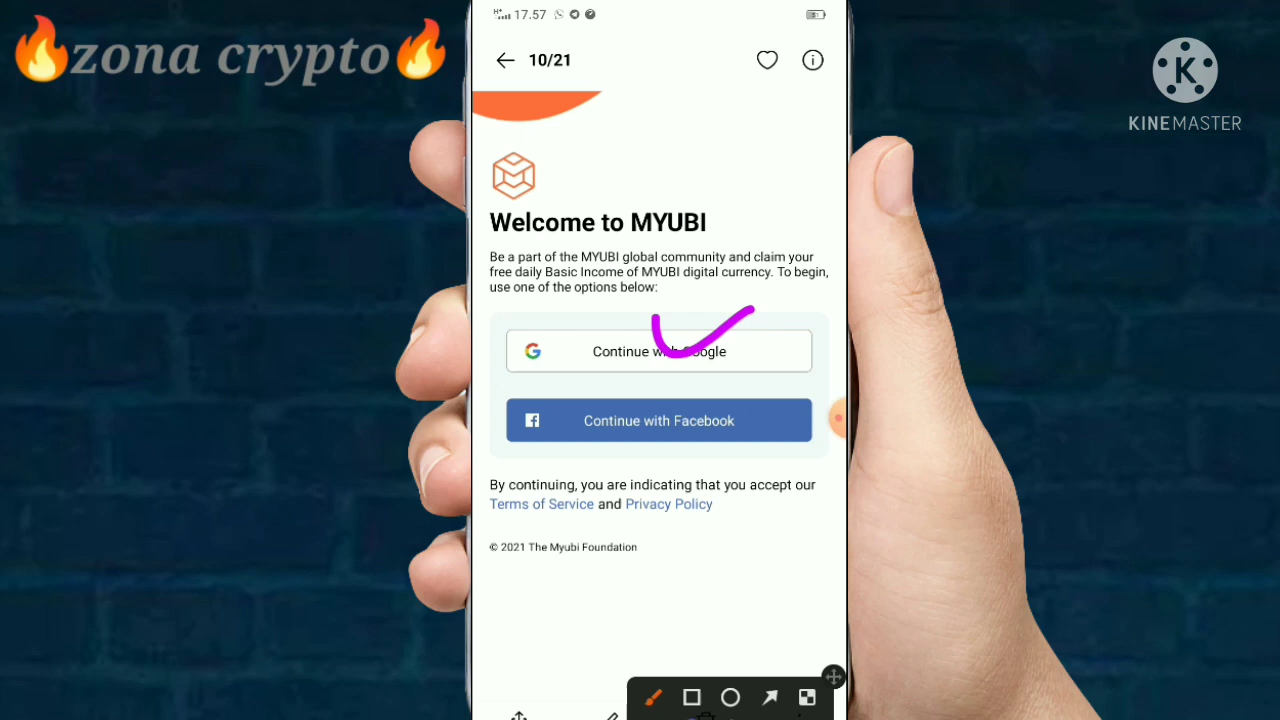 🔥zona crypto🔥
K
KINEMASTER
17.57
10/21
Welcome to MYUBI
Be a part of the MYUBI global community and claim your
free daily Basic Income of MYUBI digital currency. To begin,
use one of the options below:
Continue with Google
Continue with Facebook
By continuing, you are indicating that you accept our
Terms of Service and Privacy Policy
© 2021 The Myubi Foundation